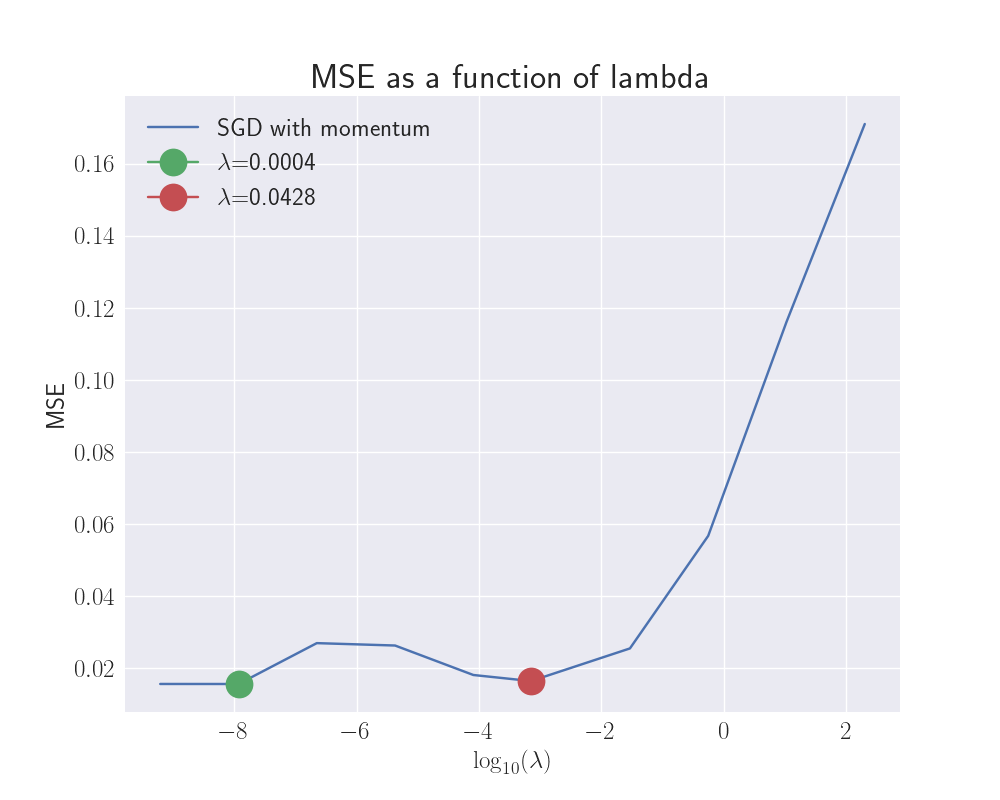 MSE as a function of lambda
SGD with momentum
λ=0.0004
λ=0.0428
0.16
0.14
0.12
0.10
0.08
0.06
0.04
0.02
MSE
−8 −6 −4 −2 0 2
log₁₀(λ)